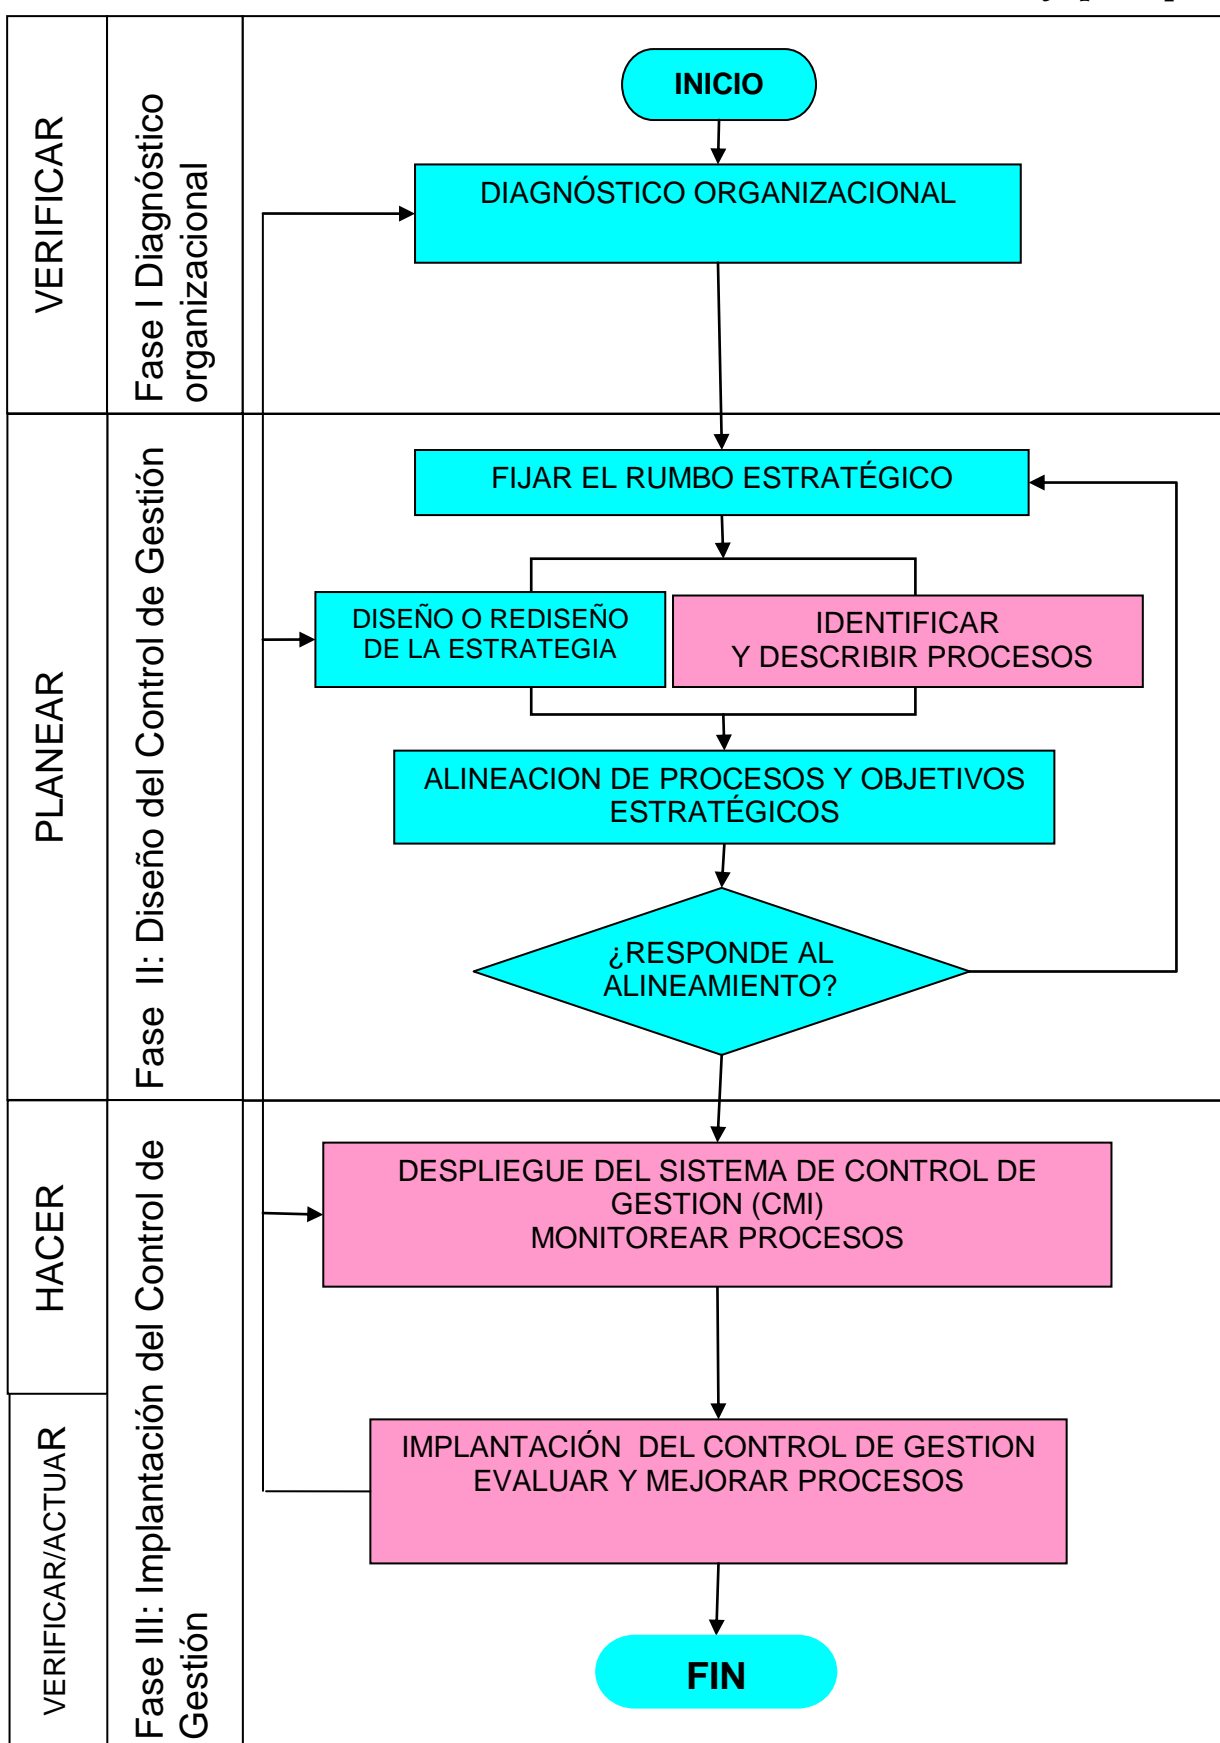 VERIFICAR
Fase I Diagnóstico
organizacional
INICIO
DIAGNÓSTICO ORGANIZACIONAL
PLANEAR
Fase II: Diseño del Control de Gestión
FIJAR EL RUMBO ESTRATÉGICO
DISEÑO O REDISEÑO
DE LA ESTRATEGIA
IDENTIFICAR
Y DESCRIBIR PROCESOS
ALINEACION DE PROCESOS Y OBJETIVOS
ESTRATÉGICOS
¿RESPONDE AL
ALINEAMIENTO?
HACER
VERIFICAR/ACTUAR
Fase III: Implantación del Control de
Gestión
DESPLIEGUE DEL SISTEMA DE CONTROL DE
GESTION (CMI)
MONITOREAR PROCESOS
IMPLANTACIÓN DEL CONTROL DE GESTION
EVALUAR Y MEJORAR PROCESOS
FIN